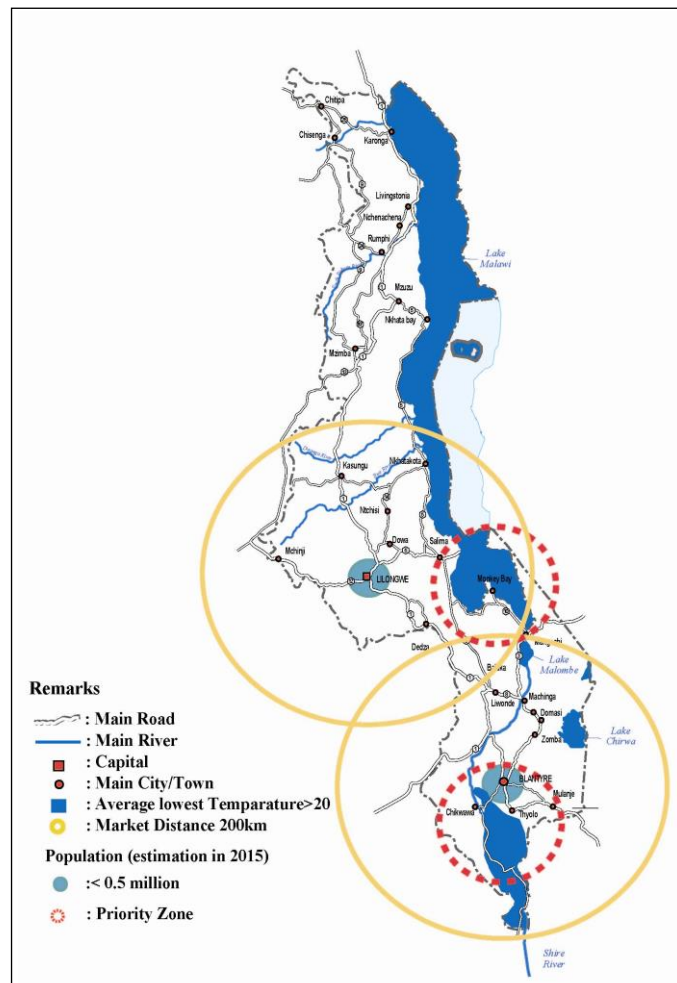 Chitipa
Chisenga
Karonga
Livingstonia
Nchenachena
Rumphi
Lake
Malawi
Mzuzu
Nkhata bay
Mzimba
Kasungu
Nkhatakota
Ntchisi
Mchinji
Dowa
Salima
LILONGWE
Monkey Bay
Dedza
Lake
Malombe
Liwonde
Machinga
Domasi
Zomba
Lake
Chirwa
BLANTYRE
Chikwawa
Thyolo
Mulanje
Shire
River
Remarks
: Main Road
: Main River
: Capital
: Main City/Town
: Average lowest Temparature>20
: Market Distance 200km
Population (estimation in 2015)
:< 0.5 million
: Priority Zone